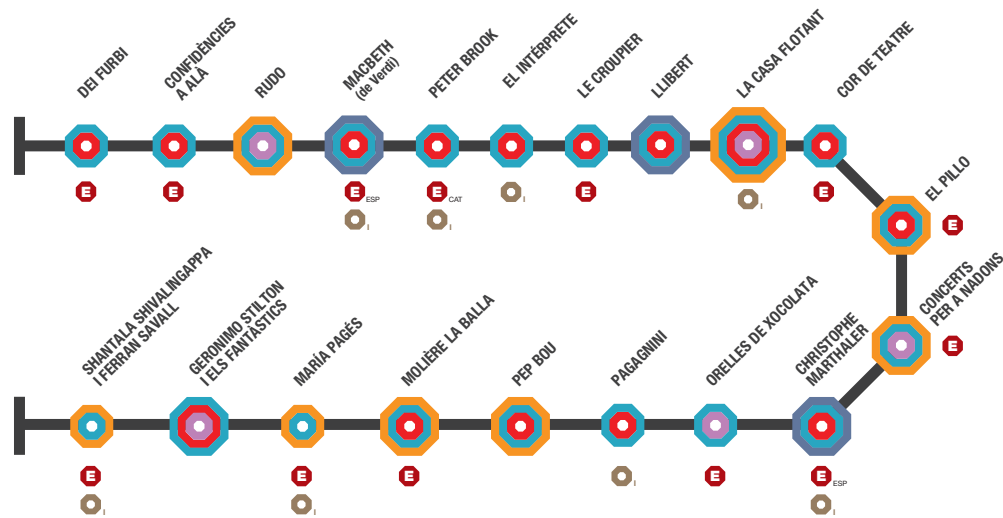 DEI FURBI
CONFIDÈNCIES
A ALÀ
RUDO
MACBETH
(de Verdi)
PETER BROOK
EL INTÉRPRETE
LE CROUPIER
LLIBERT
LA CASA FLOTANT
COR DE TEATRE
E
E
E ESP
I
E CAT
I
I
E
I
E
EL PILLO
E
CONCERTS
PER A NADONS
E
SHANTALA SHIVALINGAPPA
I FERRAN SAVALL
GERONIMO STILTON
I ELS FANTÀSTICS
MARÍA PAGÉS
MOLIÈRE LA BALLA
PEP BOU
PAGAGNINI
ORELLES DE XOCOLATA
CHRISTOPHE
MARTHALER
E
I
E
I
E
I
E
E ESP
I